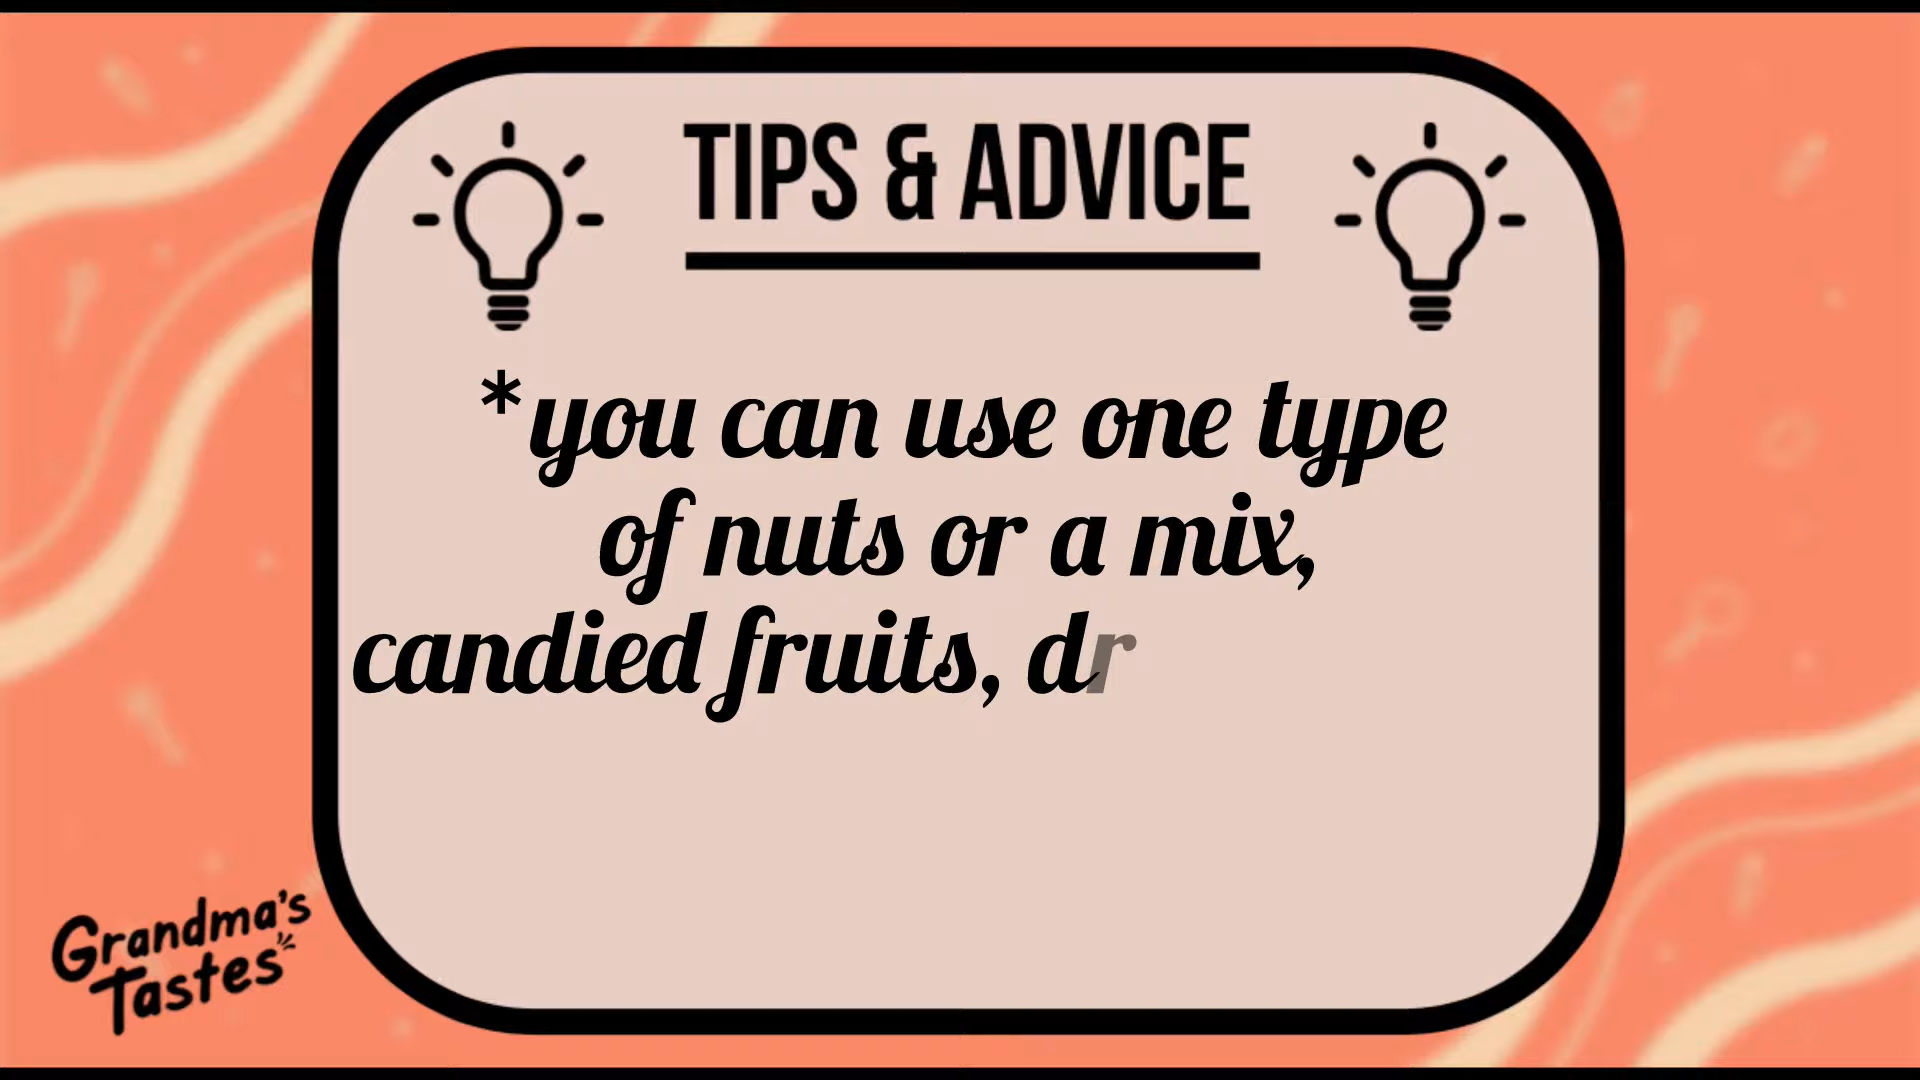 TIPS & ADVICE
*you can use one type
of nuts or a mix,
candied fruits, dr
Grandma's
Tastes